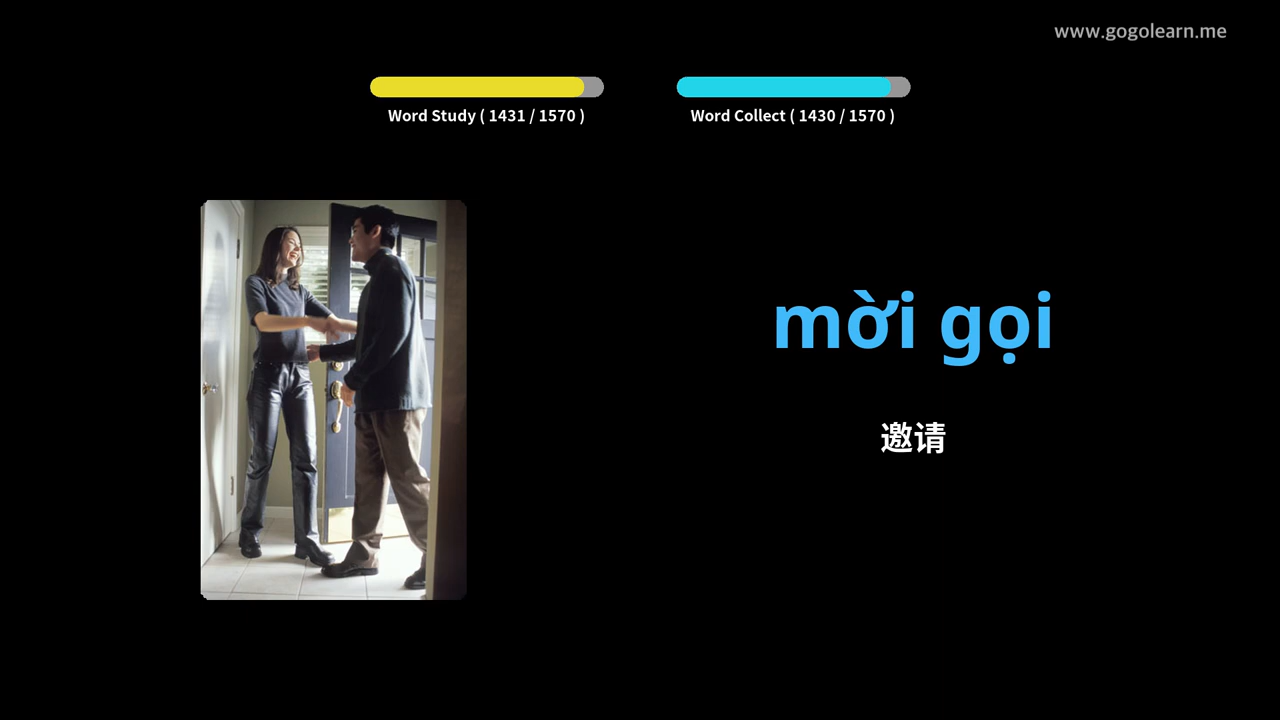 www.gogolearn.me
Word Study ( 1431 / 1570 )
Word Collect ( 1430 / 1570 )
mời gọi
邀请